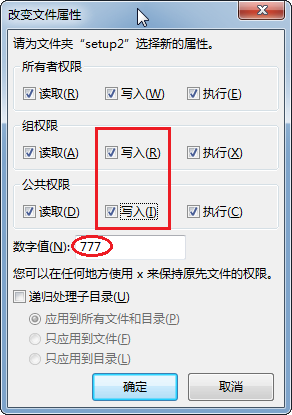 改变文件属性
请为文件夹“setup2”选择新的属性。
所有者权限
读取(R) 写入(W) 执行(E)
组权限
读取(A) 写入(R) 执行(X)
公共权限
读取(D) 写入(I) 执行(C)
数字值(N): 777
您可以在任何地方使用 x 来保持原先文件的权限。
递归处理子目录(U)
应用到所有文件和目录(P)
只应用到文件(F)
只应用到目录(L)
确定 取消